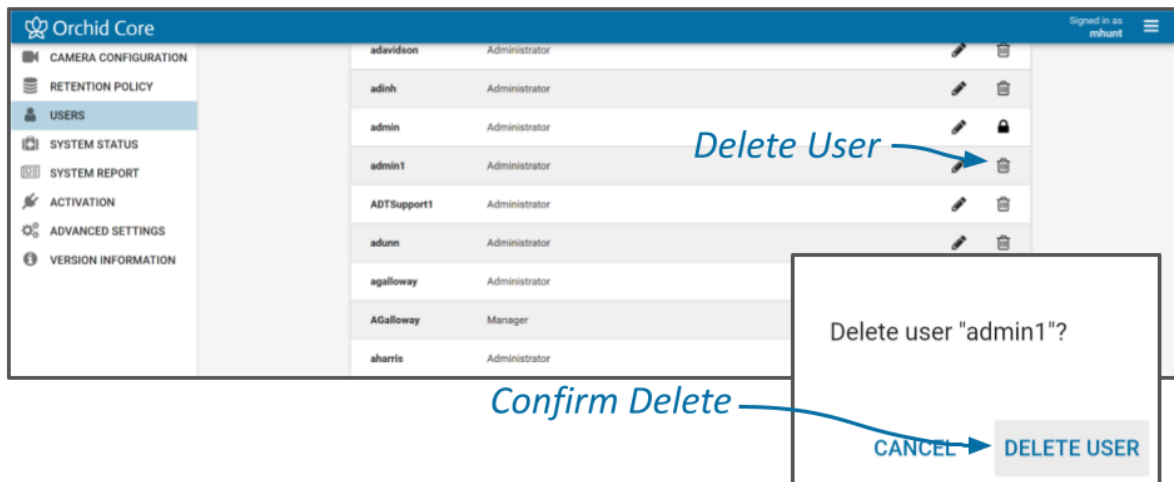 Orchid Core
Signed in as
mhunt
CAMERA CONFIGURATION
RETENTION POLICY
USERS
SYSTEM STATUS
SYSTEM REPORT
ACTIVATION
ADVANCED SETTINGS
VERSION INFORMATION
adavidson Administrator
adinh Administrator
admin Administrator
admin1 Administrator
ADTSupport1 Administrator
adunn Administrator
agalloway Administrator
AGalloway Manager
aharris Administrator
Delete User
Delete user "admin1"?
Confirm Delete
CANCEL DELETE USER